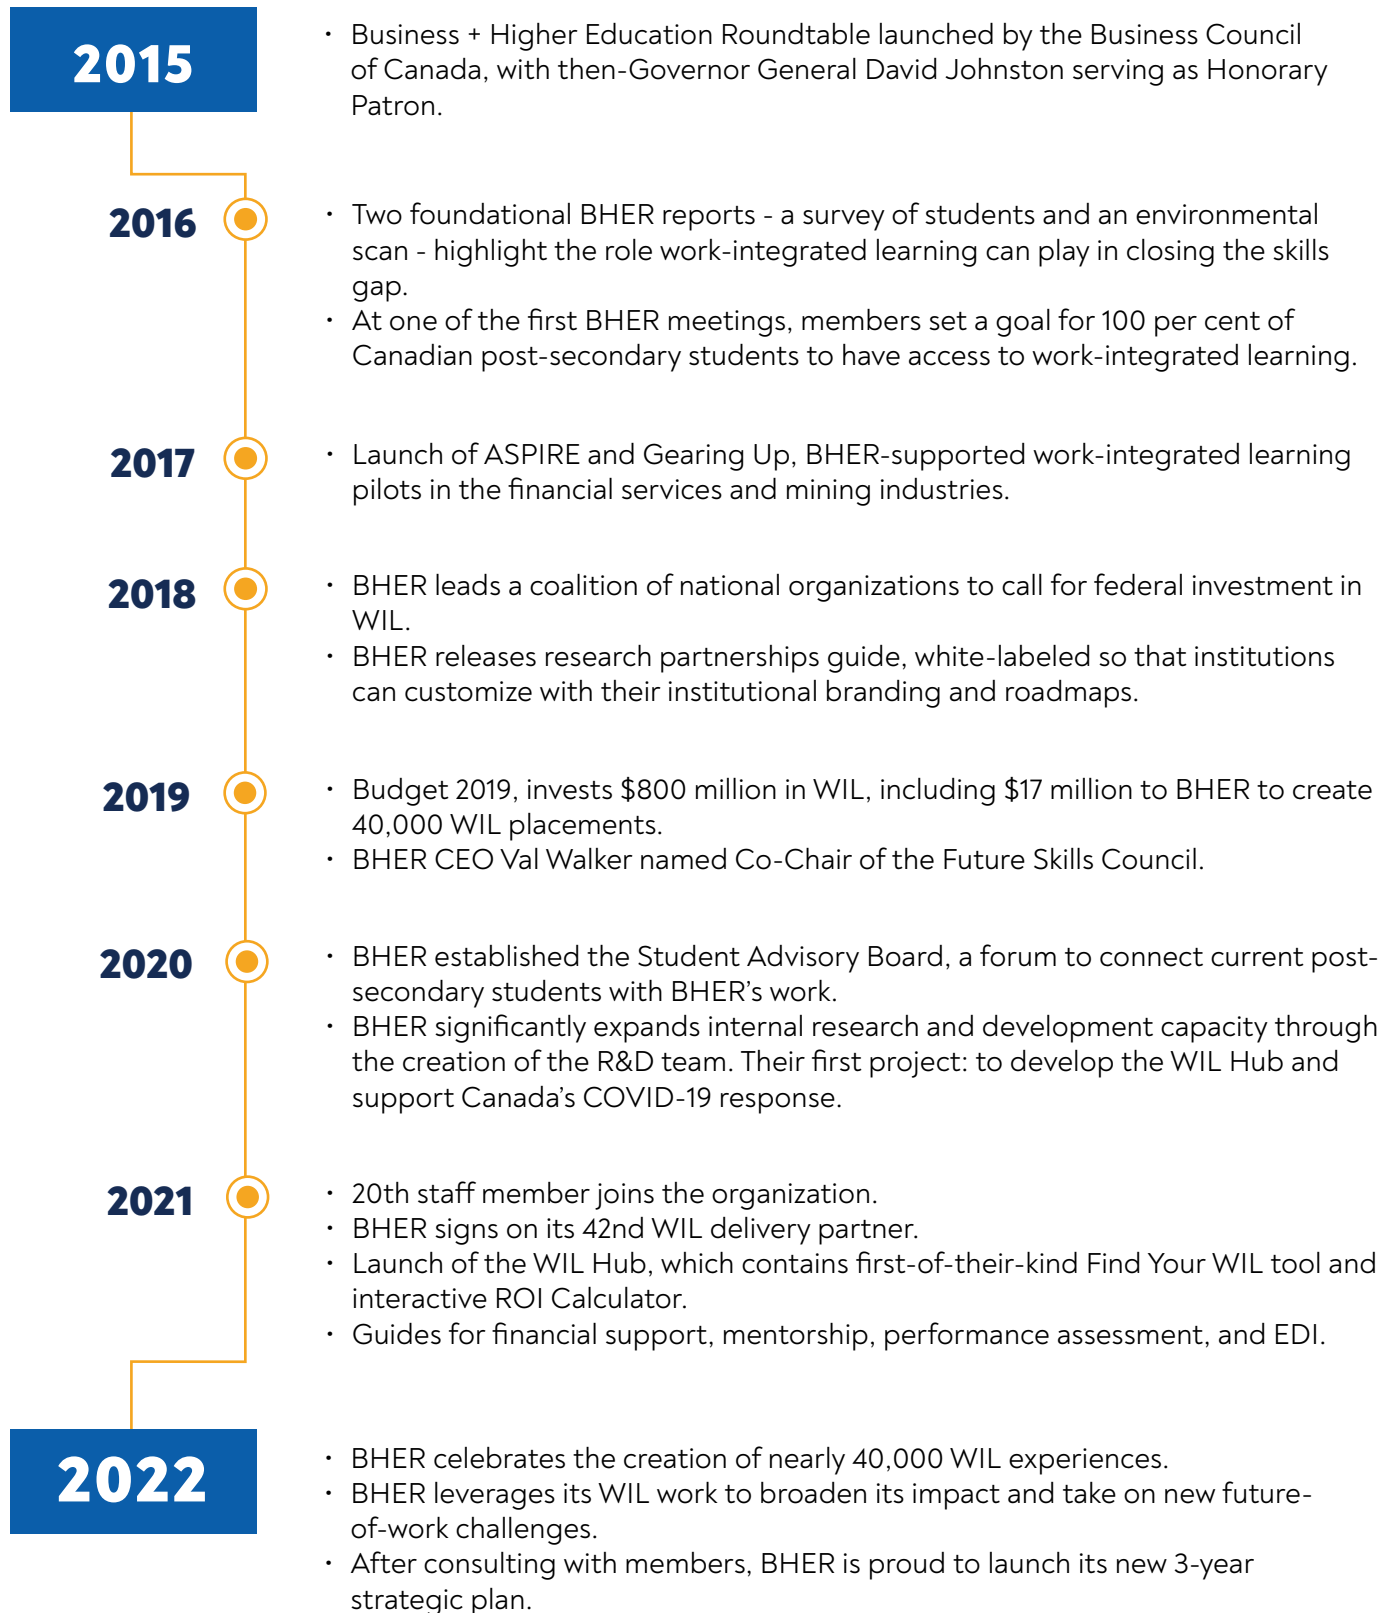 2015
• Business + Higher Education Roundtable launched by the Business Council
of Canada, with then-Governor General David Johnston serving as Honorary
Patron.
2016
• Two foundational BHER reports - a survey of students and an environmental
scan - highlight the role work-integrated learning can play in closing the skills
gap.
• At one of the first BHER meetings, members set a goal for 100 per cent of
Canadian post-secondary students to have access to work-integrated learning.
2017
• Launch of ASPIRE and Gearing Up, BHER-supported work-integrated learning
pilots in the financial services and mining industries.
2018
• BHER leads a coalition of national organizations to call for federal investment in
WIL.
• BHER releases research partnerships guide, white-labeled so that institutions
can customize with their institutional branding and roadmaps.
2019
• Budget 2019, invests $800 million in WIL, including $17 million to BHER to create
40,000 WIL placements.
• BHER CEO Val Walker named Co-Chair of the Future Skills Council.
2020
• BHER established the Student Advisory Board, a forum to connect current post-
secondary students with BHER's work.
• BHER significantly expands internal research and development capacity through
the creation of the R&D team. Their first project: to develop the WIL Hub and
support Canada's COVID-19 response.
2021
• 20th staff member joins the organization.
• BHER signs on its 42nd WIL delivery partner.
• Launch of the WIL Hub, which contains first-of-their-kind Find Your WIL tool and
interactive ROI Calculator.
• Guides for financial support, mentorship, performance assessment, and EDI.
2022
• BHER celebrates the creation of nearly 40,000 WIL experiences.
• BHER leverages its WIL work to broaden its impact and take on new future-
of-work challenges.
• After consulting with members, BHER is proud to launch its new 3-year
strategic plan.